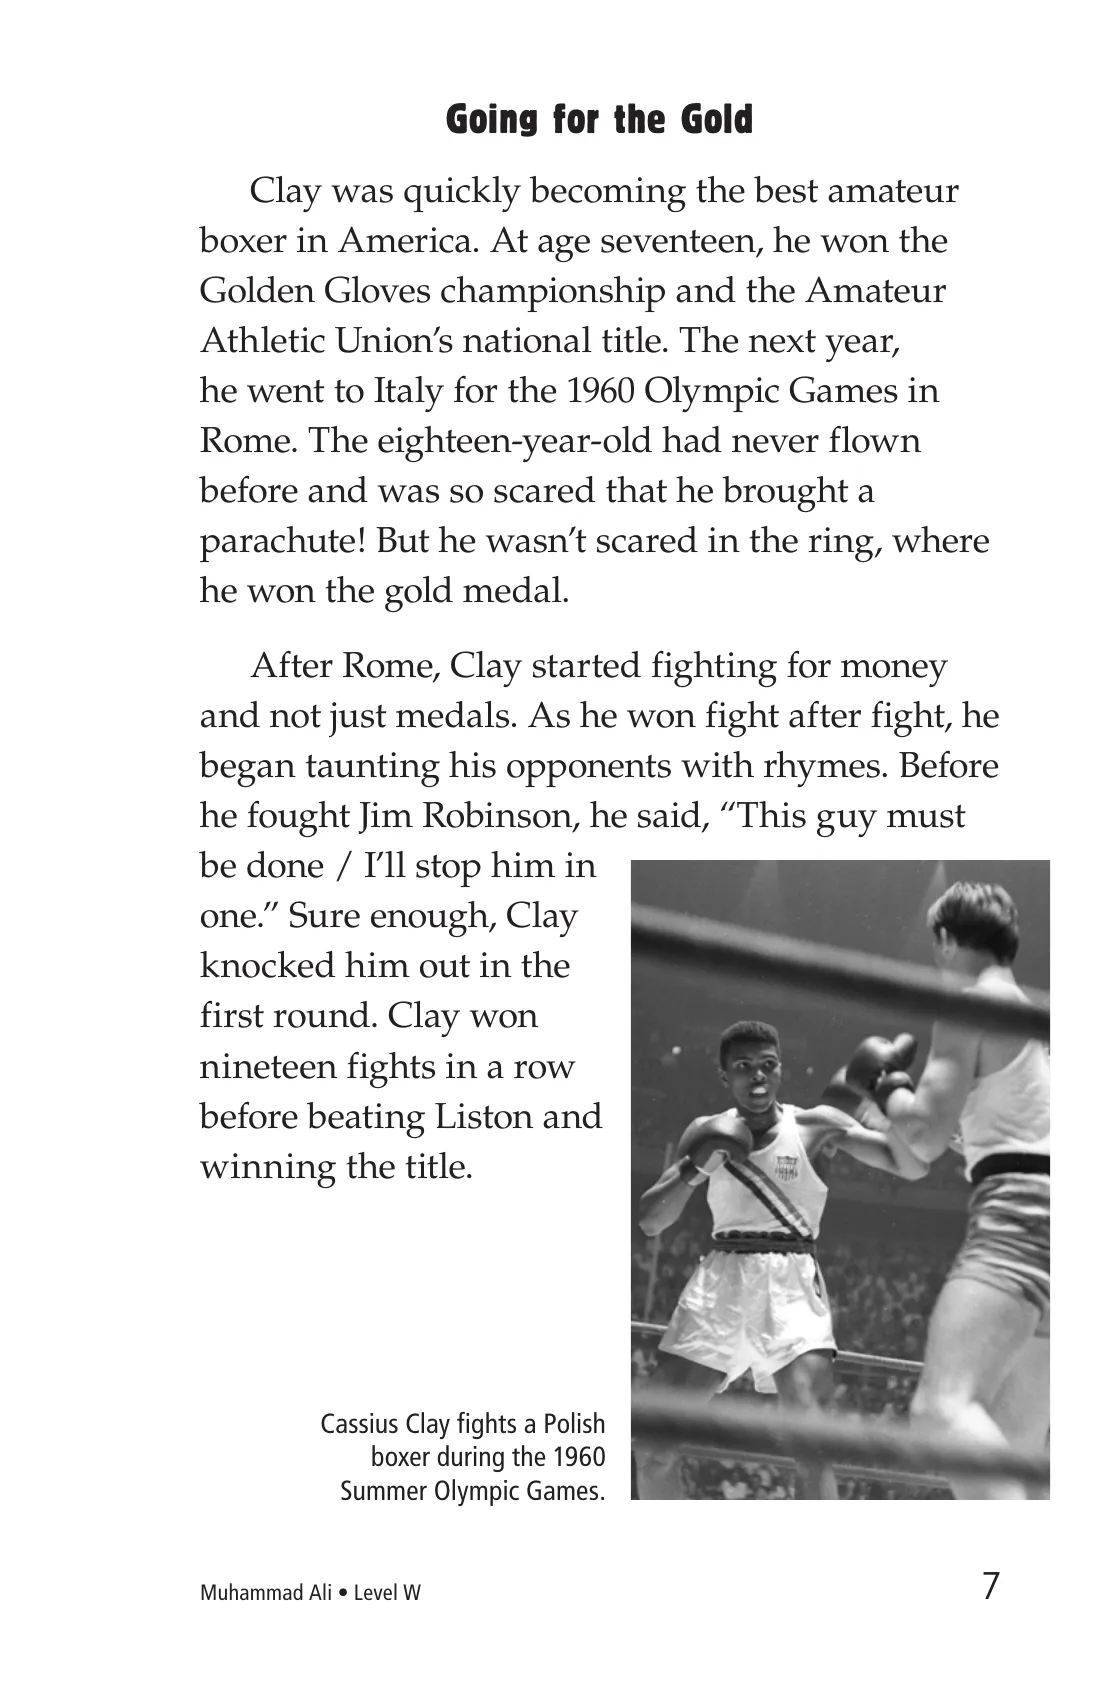 Going for the Gold
Clay was quickly becoming the best amateur
boxer in America. At age seventeen, he won the
Golden Gloves championship and the Amateur
Athletic Union’s national title. The next year,
he went to Italy for the 1960 Olympic Games in
Rome. The eighteen-year-old had never flown
before and was so scared that he brought a
parachute! But he wasn’t scared in the ring, where
he won the gold medal.
After Rome, Clay started fighting for money
and not just medals. As he won fight after fight, he
began taunting his opponents with rhymes. Before
he fought Jim Robinson, he said, “This guy must
be done / I’ll stop him in
one.” Sure enough, Clay
knocked him out in the
first round. Clay won
nineteen fights in a row
before beating Liston and
winning the title.
Cassius Clay fights a Polish
boxer during the 1960
Summer Olympic Games.
Muhammad Ali • Level W
7